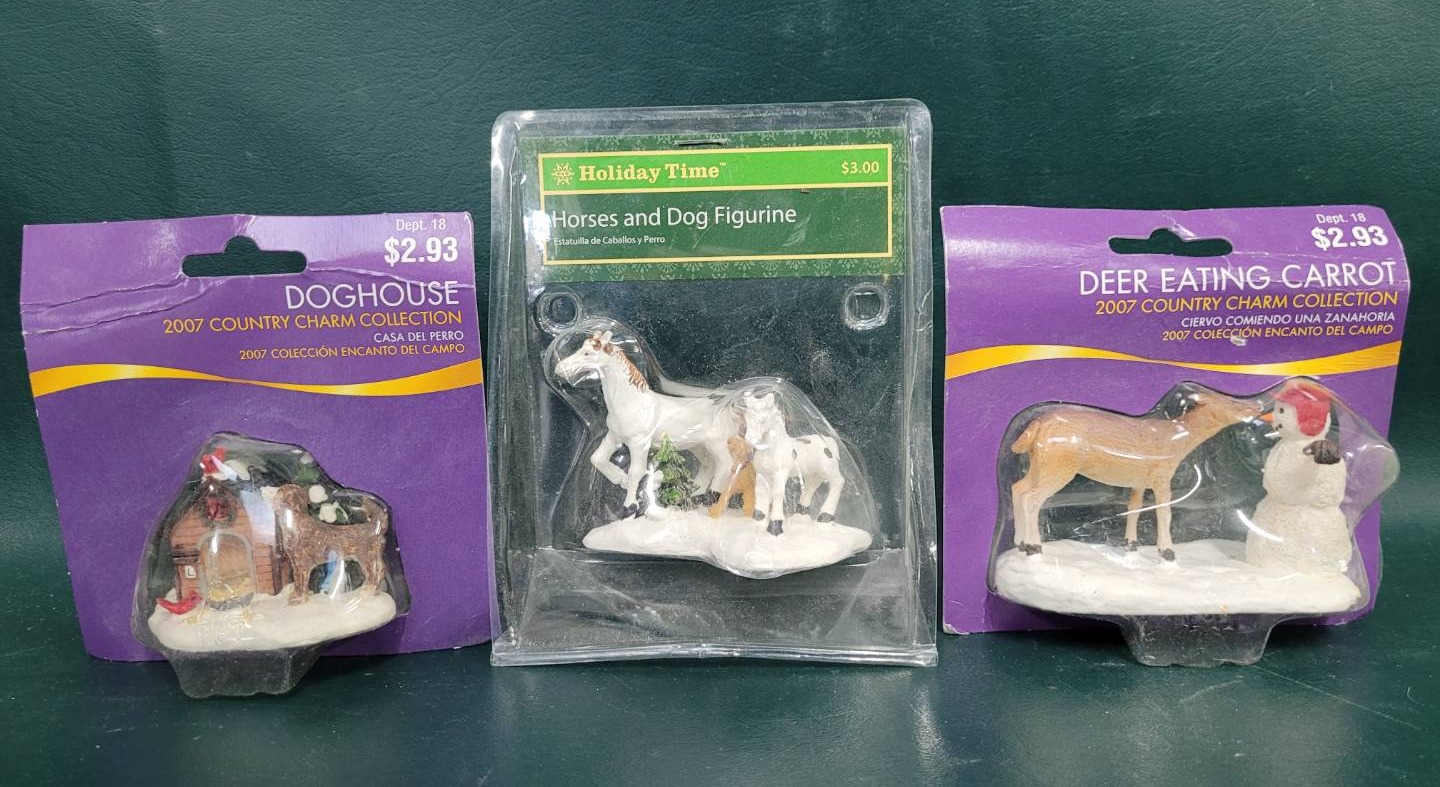 Dept. 18
$2.93
DOGHOUSE
2007 COUNTRY CHARM COLLECTION
CASA DEL PERRO
2007 COLECCIÓN ENCANTO DEL CAMPO
Holiday Time™
$3.00
Horses and Dog Figurine
Estatuilla de Caballos y Perro
Dept. 18
$2.93
DEER EATING CARROT
2007 COUNTRY CHARM COLLECTION
CIERVO COMIENDO UNA ZANAHORIA
2007 COLECCIÓN ENCANTO DEL CAMPO